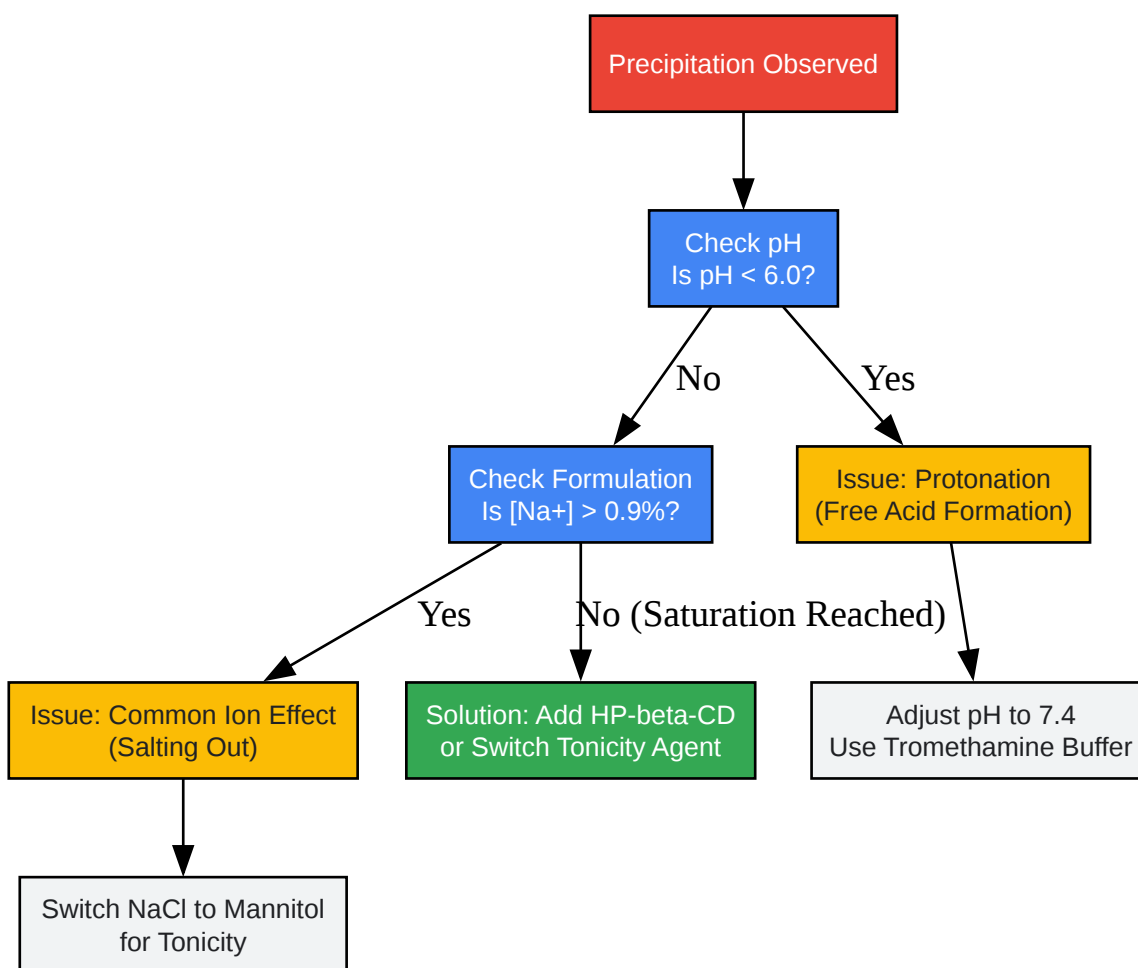 Precipitation Observed
Check pH
Is pH < 6.0?
No
Yes
Check Formulation
Is [Na+] > 0.9%?
Issue: Protonation
(Free Acid Formation)
Yes
No (Saturation Reached)
Issue: Common Ion Effect
(Salting Out)
Solution: Add HP-beta-CD
or Switch Tonicity Agent
Adjust pH to 7.4
Use Tromethamine Buffer
Switch NaCl to Mannitol
for Tonicity